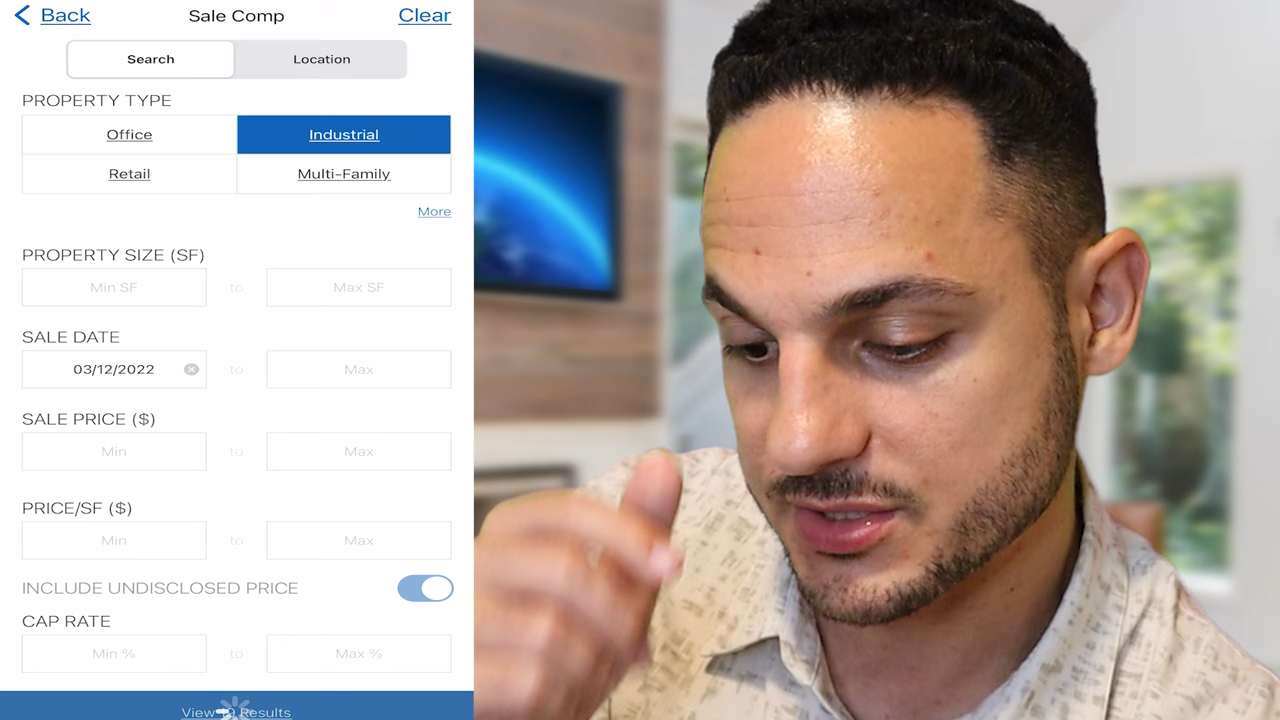 Back Sale Comp Clear
Search Location
PROPERTY TYPE
Office Industrial
Retail Multi-Family
More
PROPERTY SIZE (SF)
Min SF to Max SF
SALE DATE
03/12/2022 to Max
SALE PRICE ($)
Min to Max
PRICE/SF ($)
Min to Max
INCLUDE UNDISCLOSED PRICE
CAP RATE
Min % to Max %
View Results